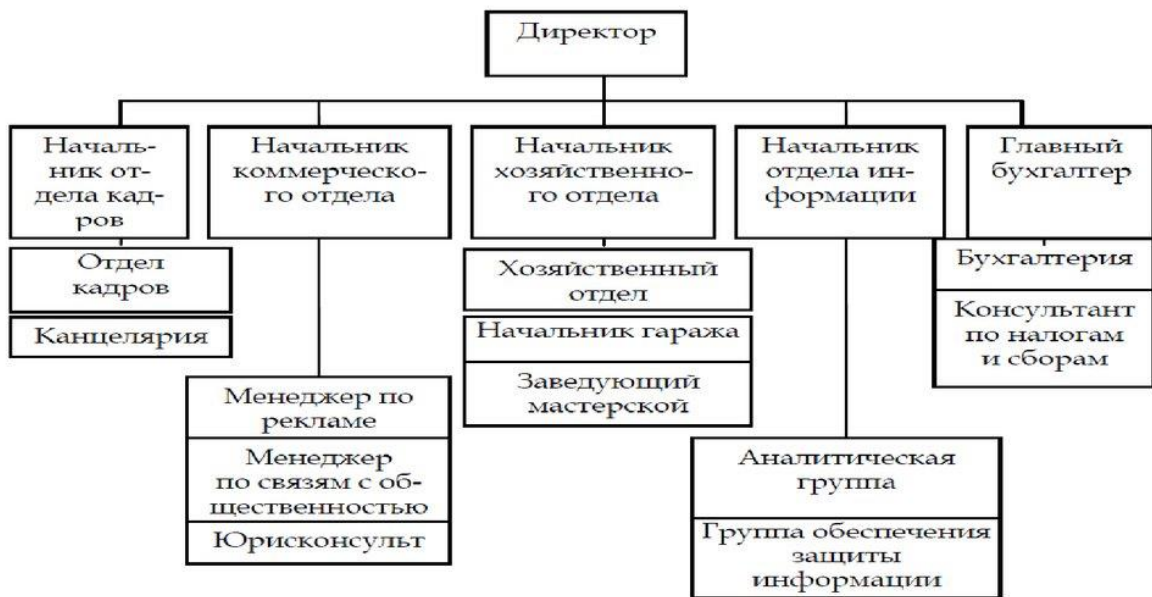 Директор
Началь-
ник от-
дела кад-
ров
Начальник
коммерческо-
го отдела
Начальник
хозяйственно-
го отдела
Начальник
отдела ин-
формации
Главный
бухгалтер
Отдел
кадров
Канцелярия
Менеджер по
рекламе
Менеджер
по связям с об-
щественностью
Юрисконсульт
Хозяйственный
отдел
Начальник гаража
Заведующий
мастерской
Аналитическая
группа
Группа обеспечения
защиты
информации
Бухгалтерия
Консультант
по налогам
и сборам